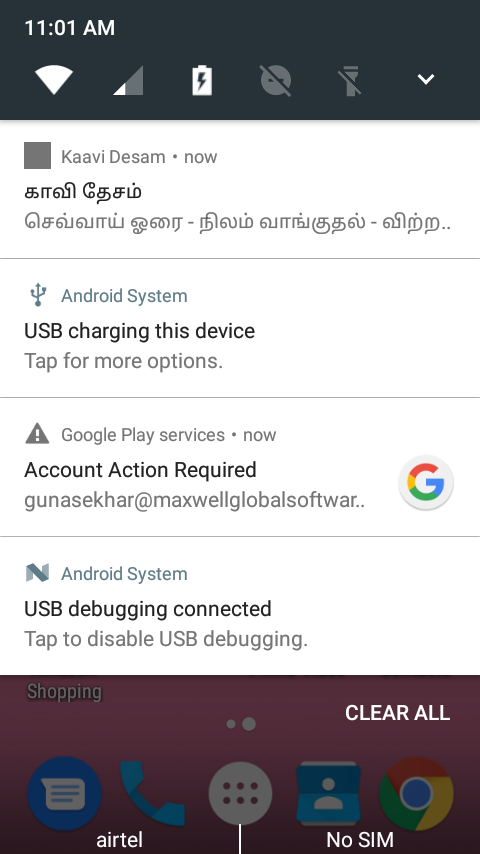 11:01 AM
Kaavi Desam • now
காவி தேசம்
செவ்வாய் ஓரை - நிலம் வாங்குதல் - விற்ற..
Android System
USB charging this device
Tap for more options.
Google Play services • now
Account Action Required
gunasekhar@maxwellglobalsoftwar..
Android System
USB debugging connected
Tap to disable USB debugging.
Shopping
CLEAR ALL
airtel
No SIM